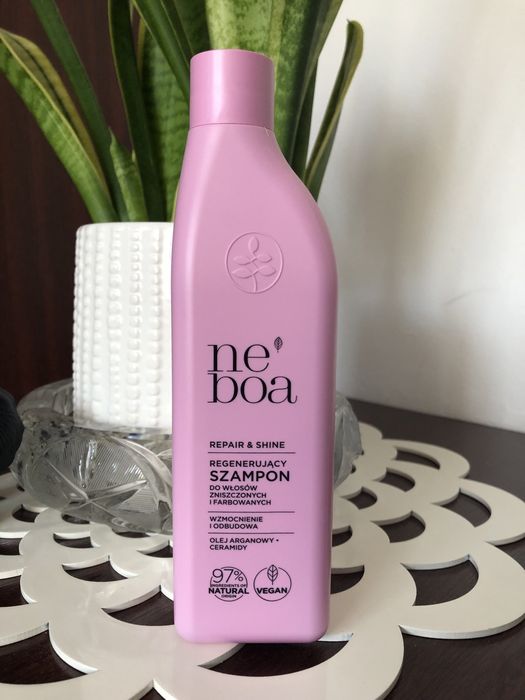 ne
boa
REPAIR & SHINE
REGENERUJĄCY
SZAMPON
DO WŁOSÓW
ZNISZCZONYCH
I FARBOWANYCH
WZMOCNIENIE
I ODBUDOWA
OLEJ ARGANOWY •
CERAMIDY
97%
INGREDIENTS OF
NATURAL
ORIGIN
VEGAN